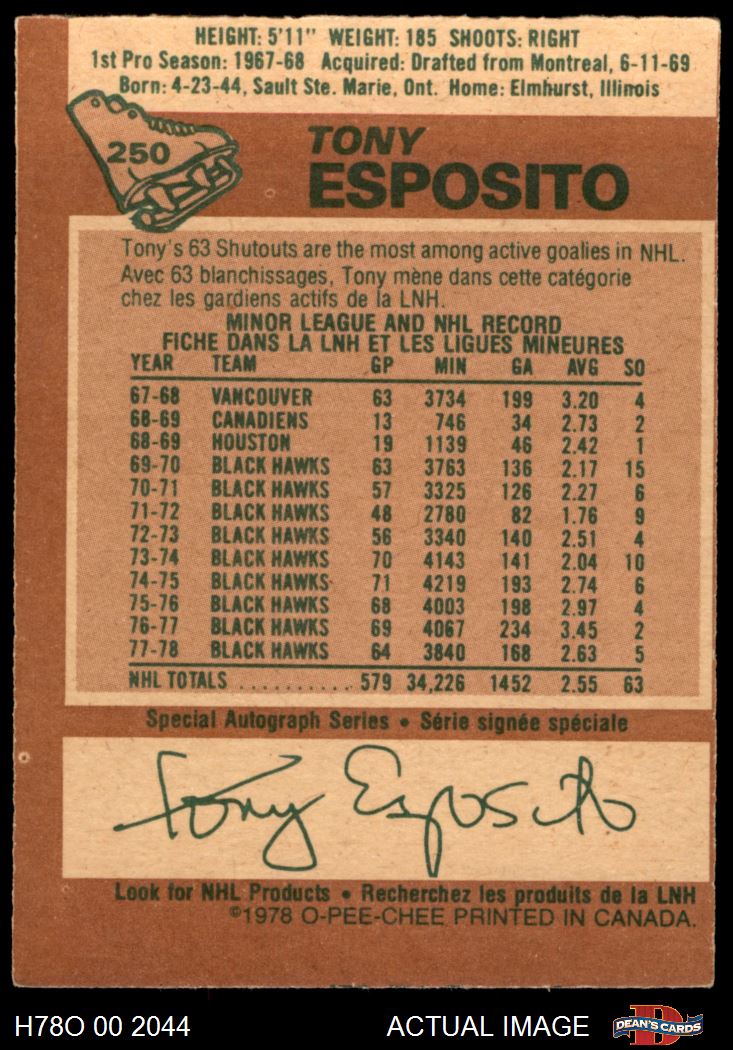 HEIGHT: 5'11" WEIGHT: 185 SHOOTS: RIGHT
1st Pro Season: 1967-68 Acquired: Drafted from Montreal, 6-11-69
Born: 4-23-44, Sault Ste. Marie, Ont. Home: Elmhurst, Illinois
250
TONY
ESPOSITO
Tony's 63 Shutouts are the most among active goalies in NHL.
Avec 63 blanchissages, Tony mène dans cette catégorie
chez les gardiens actifs de la LNH.
MINOR LEAGUE AND NHL RECORD
FICHE DANS LA LNH ET LES LIGUES MINEURES
YEAR TEAM GP MIN GA AVG SO
67-68 VANCOUVER 63 3734 199 3.20 4
68-69 CANADIENS 13 746 34 2.73 2
68-69 HOUSTON 19 1139 46 2.42 1
69-70 BLACK HAWKS 63 3763 136 2.17 15
70-71 BLACK HAWKS 57 3325 126 2.27 6
71-72 BLACK HAWKS 48 2780 82 1.76 9
72-73 BLACK HAWKS 56 3340 140 2.51 4
73-74 BLACK HAWKS 70 4143 141 2.04 10
74-75 BLACK HAWKS 71 4219 193 2.74 6
75-76 BLACK HAWKS 68 4003 198 2.97 4
76-77 BLACK HAWKS 69 4067 234 3.45 2
77-78 BLACK HAWKS 64 3840 168 2.63 5
NHL TOTALS .......... 579 34,226 1452 2.55 63
Special Autograph Series • Série signée spéciale
Tony Esposito
Look for NHL Products • Recherchez les produits de la LNH
©1978 O-PEE-CHEE PRINTED IN CANADA.
H78O 00 2044 ACTUAL IMAGE D DEAN'S CARDS